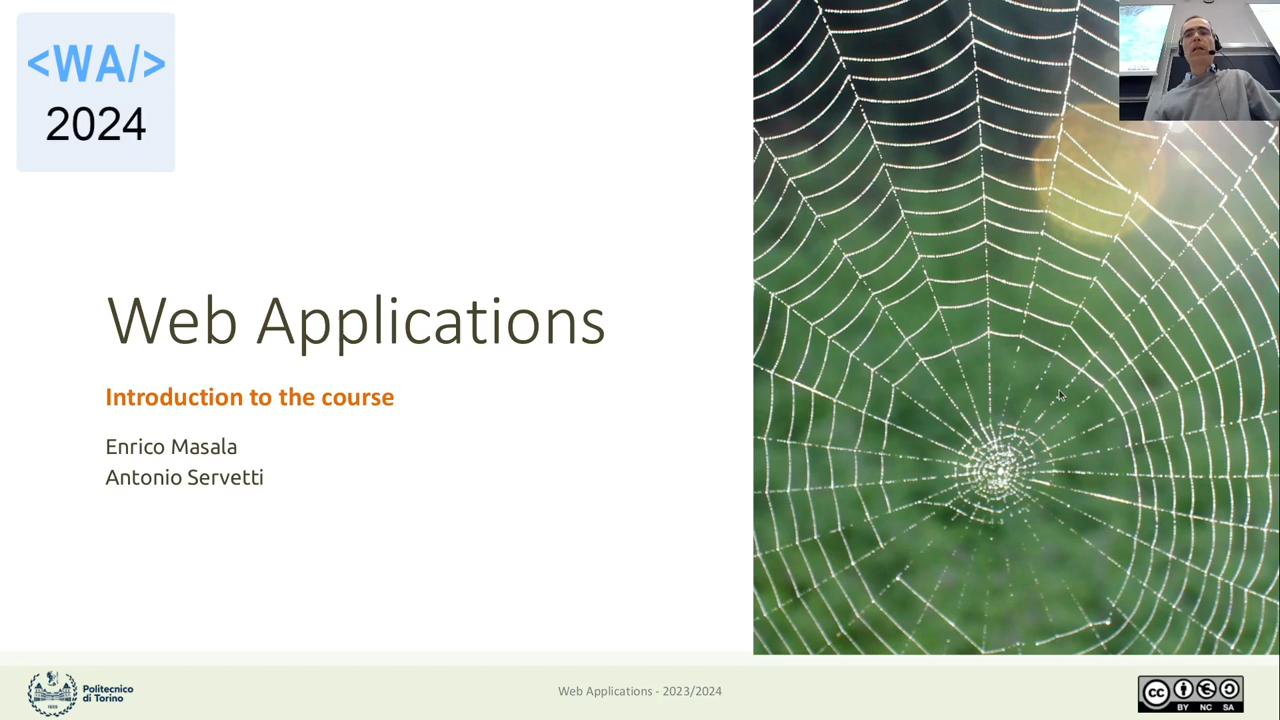 <WA/>
2024
Web Applications
Introduction to the course
Enrico Masala
Antonio Servetti
Politecnico
di Torino
Web Applications - 2023/2024
cc
BY NC SA